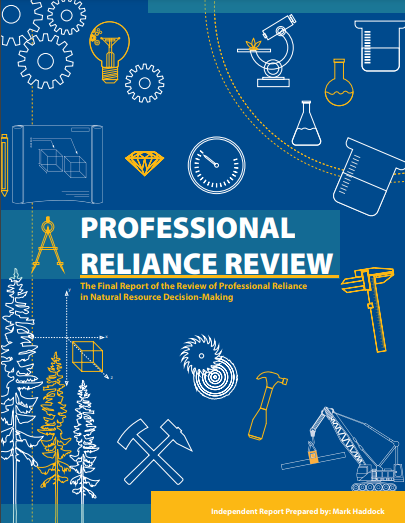 PROFESSIONAL
RELIANCE REVIEW
The Final Report of the Review of Professional Reliance
in Natural Resource Decision-Making
Independent Report Prepared by: Mark Haddock